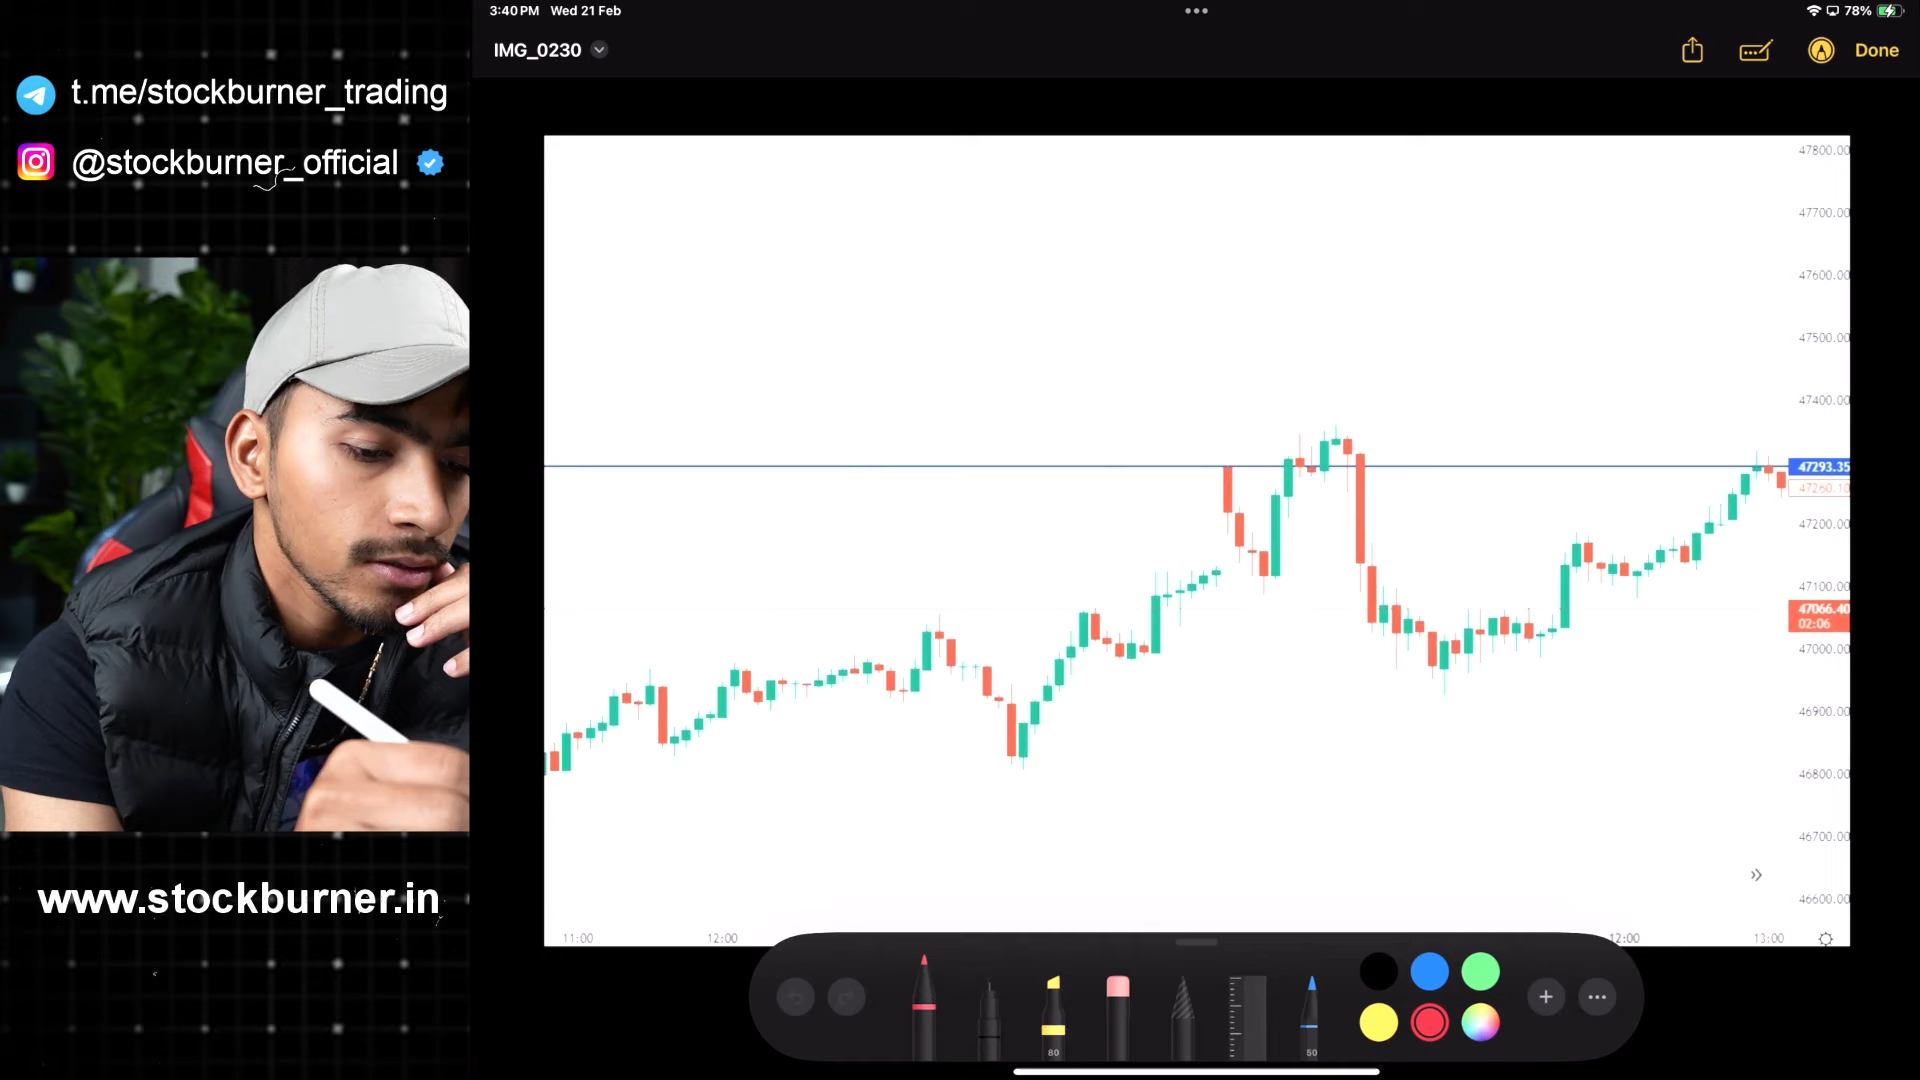 3:40 PM Wed 21 Feb
78%
IMG_0230
Done
t.me/stockburner_trading
@stockburner_official
www.stockburner.in
47800.00
47700.00
47600.00
47500.00
47400.00
47293.35
47260.10
47200.00
47100.00
47066.40
02:06
47000.00
46900.00
46800.00
46700.00
46600.00
11:00 12:00 12:00 13:00
80 50